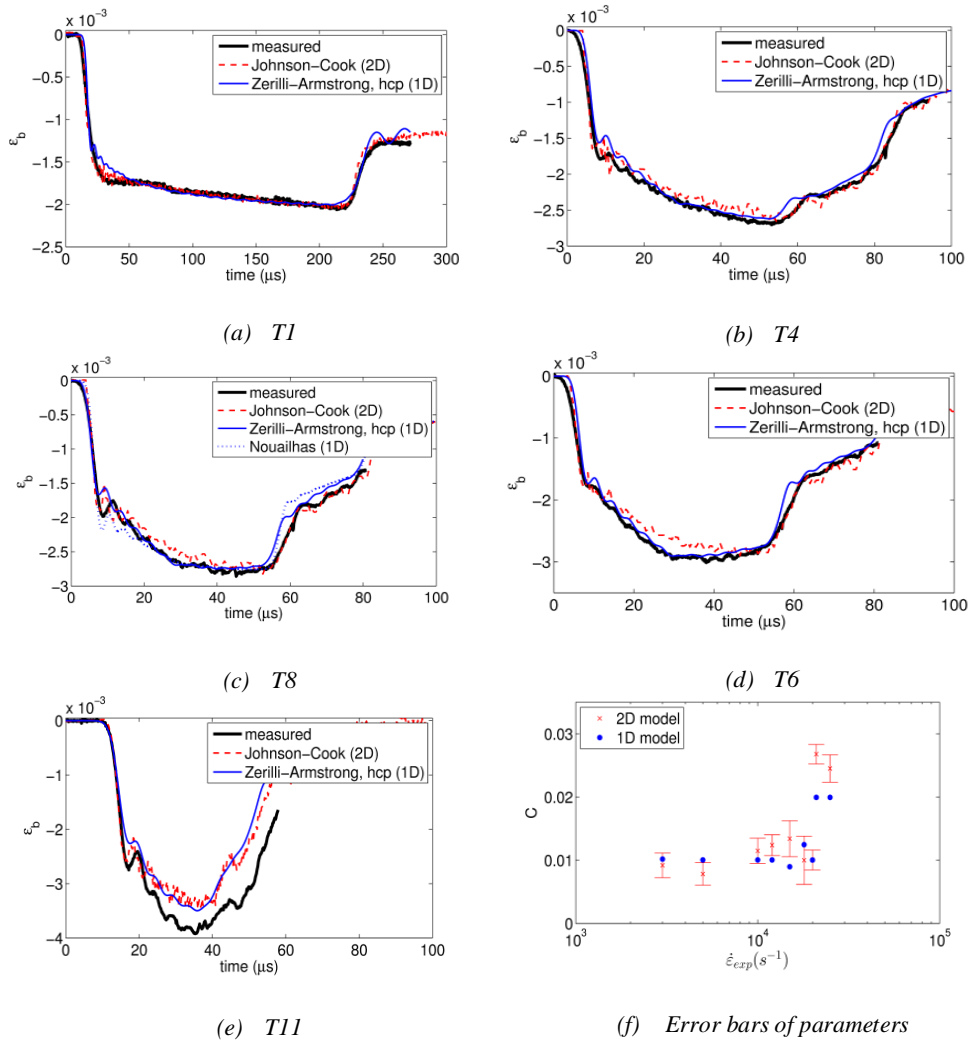 x 10⁻³
0
−0.5
−1
−1.5
−2
−2.5
ε_b
0 50 100 150 200 250 300
time (μs)
measured
Johnson−Cook (2D)
Zerilli−Armstrong, hcp (1D)
(a) T1
x 10⁻³
0
−0.5
−1
−1.5
−2
−2.5
−3
ε_b
0 20 40 60 80 100
time (μs)
measured
Johnson−Cook (2D)
Zerilli−Armstrong, hcp (1D)
(b) T4
x 10⁻³
0
−0.5
−1
−1.5
−2
−2.5
−3
ε_b
0 20 40 60 80 100
time (μs)
measured
Johnson−Cook (2D)
Zerilli−Armstrong, hcp (1D)
Nouailhas (1D)
(c) T8
x 10⁻³
0
−1
−2
−3
ε_b
0 20 40 60 80 100
time (μs)
measured
Johnson−Cook (2D)
Zerilli−Armstrong, hcp (1D)
(d) T6
x 10⁻³
0
−1
−2
−3
−4
ε_b
0 20 40 60 80 100
time (μs)
measured
Johnson−Cook (2D)
Zerilli−Armstrong, hcp (1D)
(e) T11
0.03
0.02
0.01
0
C
10³ 10⁴ 10⁵
ε̇_exp(s⁻¹)
2D model
1D model
(f) Error bars of parameters